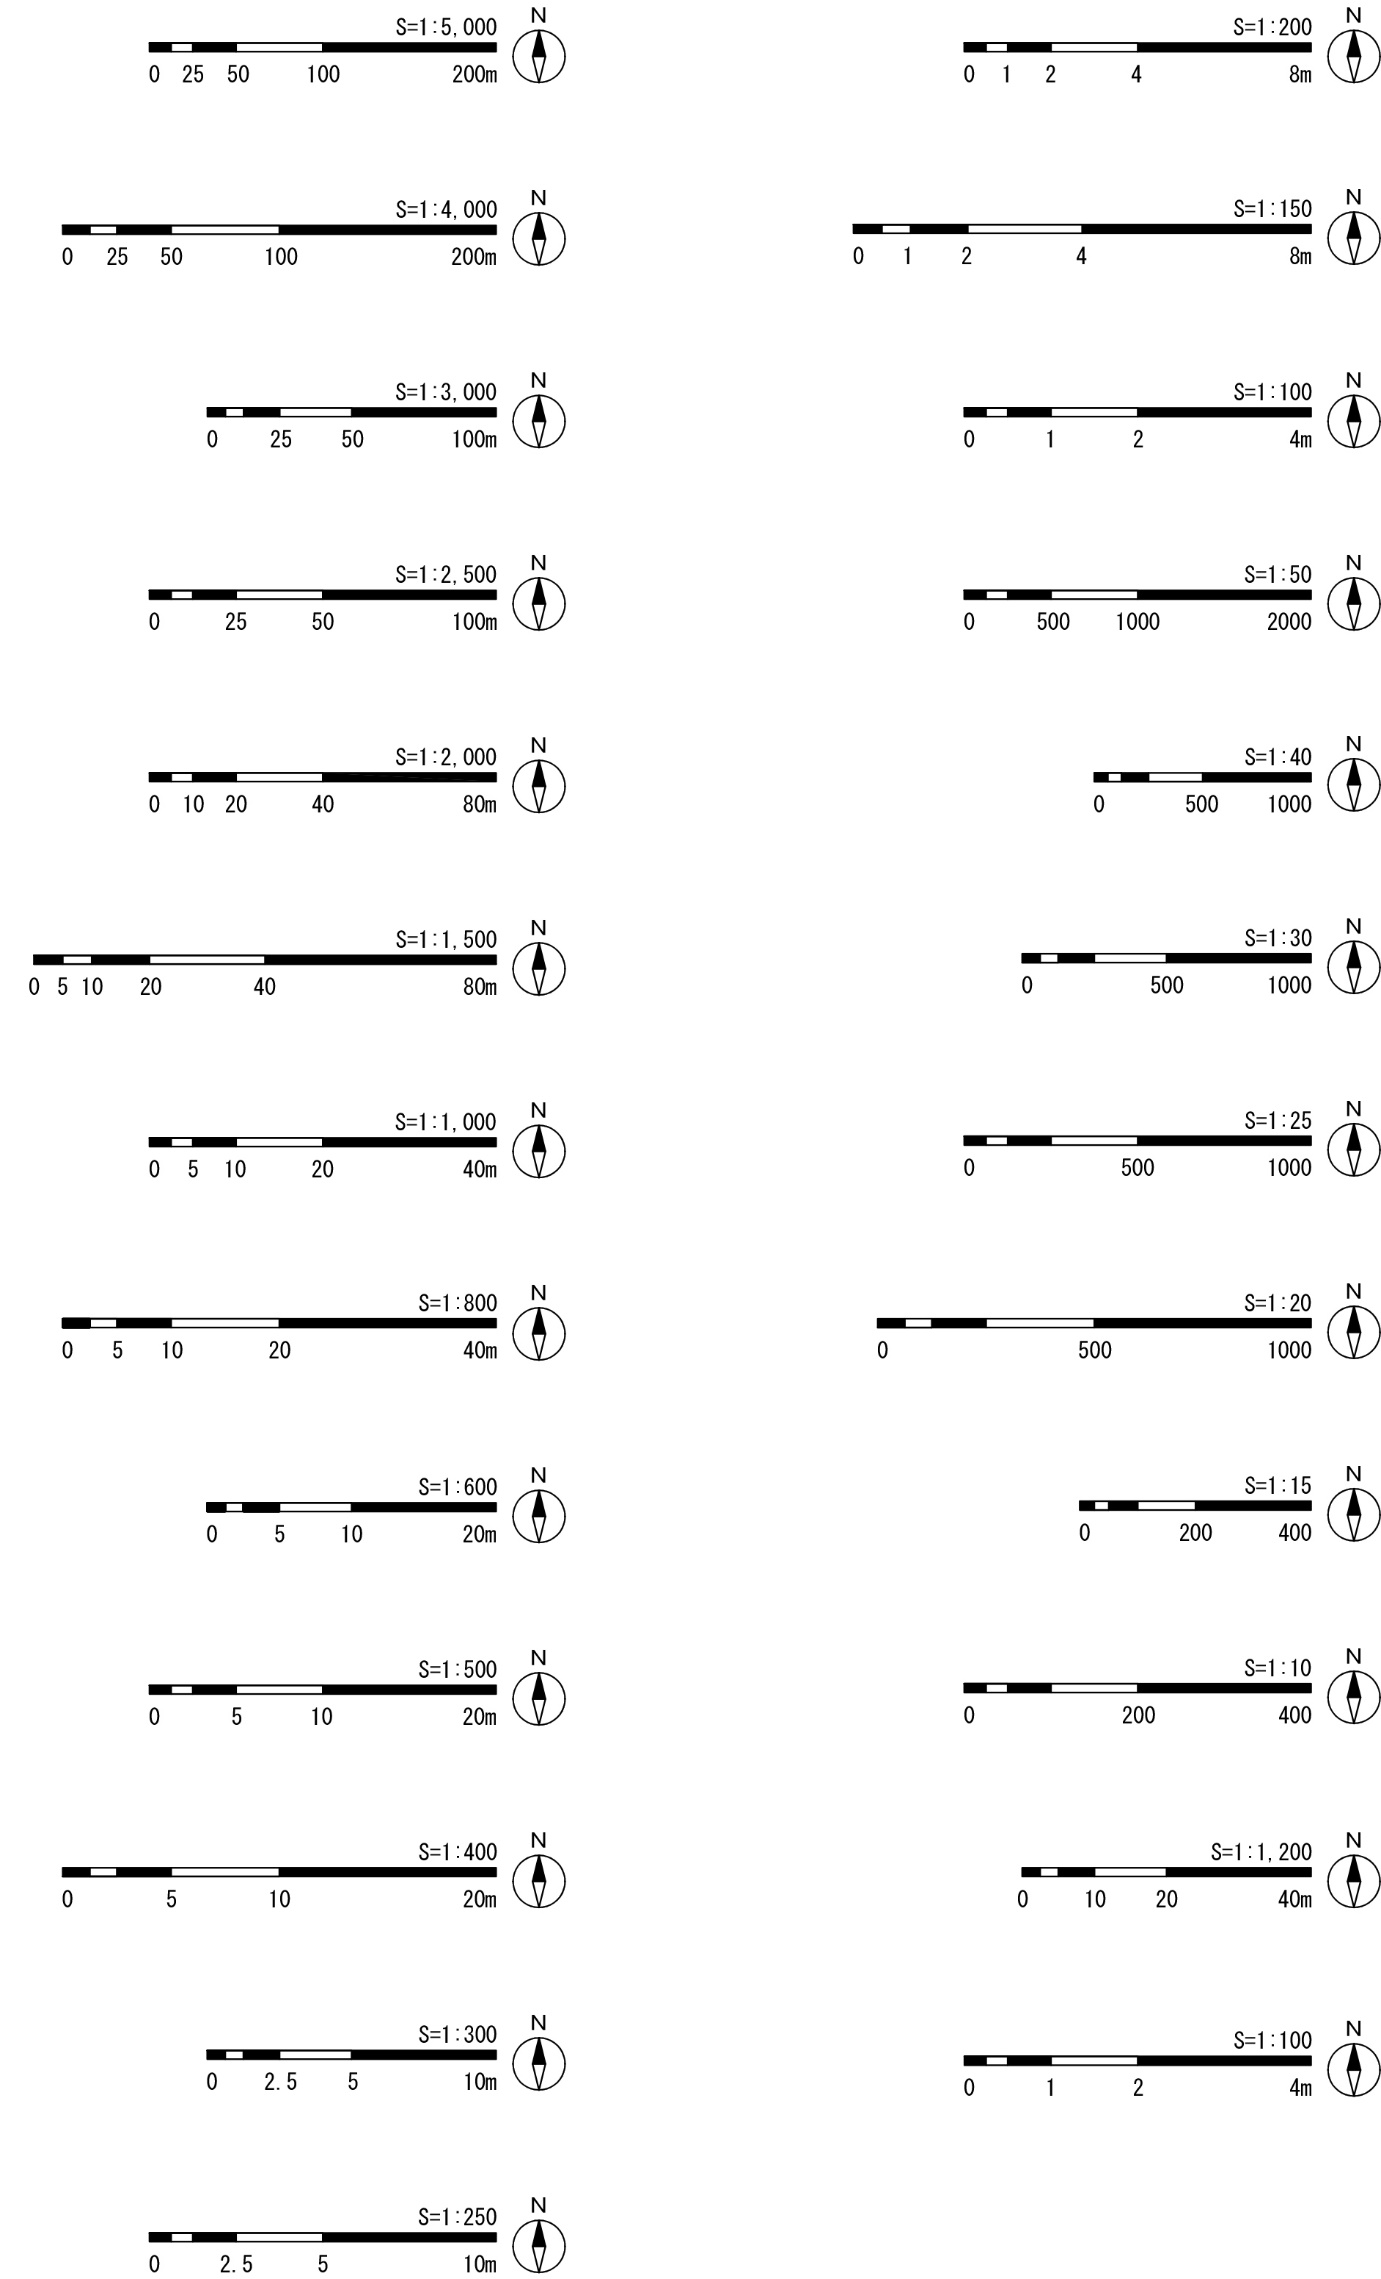 S=1:5,000 N
0 25 50 100 200m
S=1:4,000 N
0 25 50 100 200m
S=1:3,000 N
0 25 50 100m
S=1:2,500 N
0 25 50 100m
S=1:2,000 N
0 10 20 40 80m
S=1:1,500 N
0 5 10 20 40 80m
S=1:1,000 N
0 5 10 20 40m
S=1:800 N
0 5 10 20 40m
S=1:600 N
0 5 10 20m
S=1:500 N
0 5 10 20m
S=1:400 N
0 5 10 20m
S=1:300 N
0 2.5 5 10m
S=1:250 N
0 2.5 5 10m
S=1:200 N
0 1 2 4 8m
S=1:150 N
0 1 2 4 8m
S=1:100 N
0 1 2 4m
S=1:50 N
0 500 1000 2000
S=1:40 N
0 500 1000
S=1:30 N
0 500 1000
S=1:25 N
0 500 1000
S=1:20 N
0 500 1000
S=1:15 N
0 200 400
S=1:10 N
0 200 400
S=1:1,200 N
0 10 20 40m
S=1:100 N
0 1 2 4m